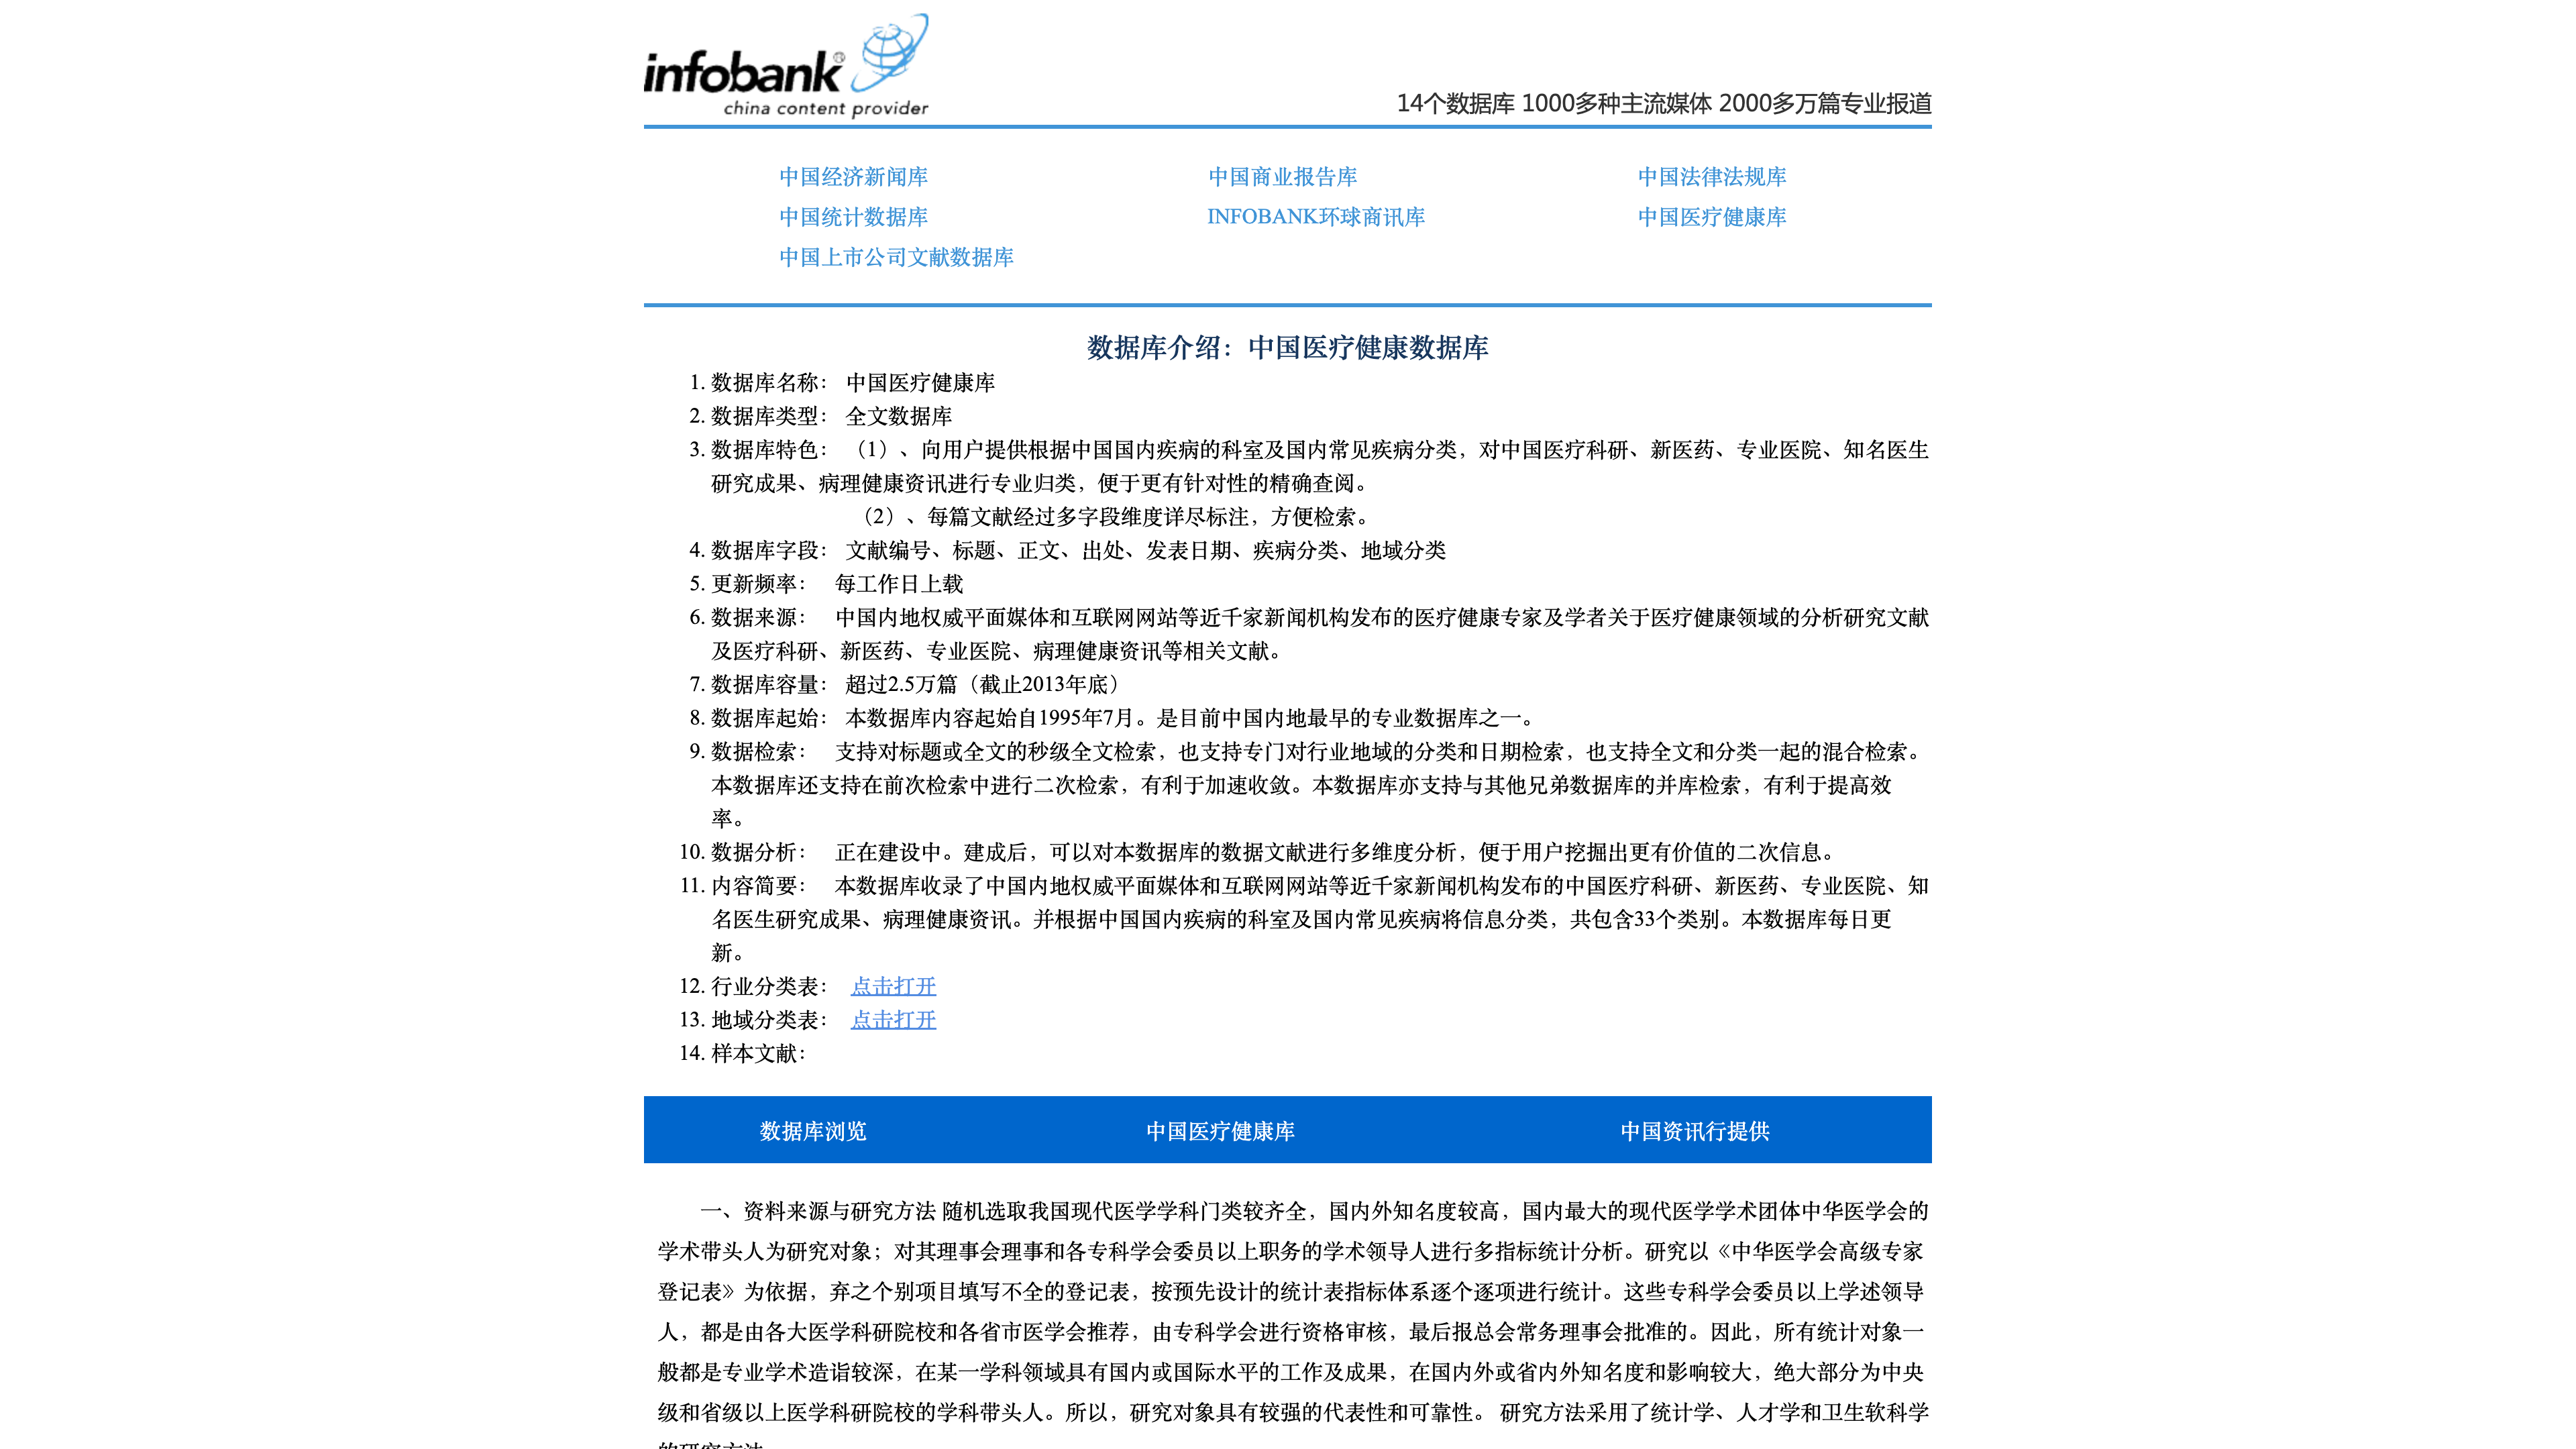 infobank®
china content provider
14个数据库 1000多种主流媒体 2000多万篇专业报道
中国经济新闻库 中国商业报告库 中国法律法规库
中国统计数据库 INFOBANK环球商讯库 中国医疗健康库
中国上市公司文献数据库
数据库介绍：中国医疗健康数据库
1. 数据库名称： 中国医疗健康库
2. 数据库类型： 全文数据库
3. 数据库特色： （1）、向用户提供根据中国国内疾病的科室及国内常见疾病分类，对中国医疗科研、新医药、专业医院、知名医生
研究成果、病理健康资讯进行专业归类，便于更有针对性的精确查阅。
（2）、每篇文献经过多字段维度详尽标注，方便检索。
4. 数据库字段： 文献编号、标题、正文、出处、发表日期、疾病分类、地域分类
5. 更新频率： 每工作日上载
6. 数据来源： 中国内地权威平面媒体和互联网网站等近千家新闻机构发布的医疗健康专家及学者关于医疗健康领域的分析研究文献
及医疗科研、新医药、专业医院、病理健康资讯等相关文献。
7. 数据库容量： 超过2.5万篇（截止2013年底）
8. 数据库起始： 本数据库内容起始自1995年7月。是目前中国内地最早的专业数据库之一。
9. 数据检索： 支持对标题或全文的秒级全文检索，也支持专门对行业地域的分类和日期检索，也支持全文和分类一起的混合检索。
本数据库还支持在前次检索中进行二次检索，有利于加速收敛。本数据库亦支持与其他兄弟数据库的并库检索，有利于提高效
率。
10. 数据分析： 正在建设中。建成后，可以对本数据库的数据文献进行多维度分析，便于用户挖掘出更有价值的二次信息。
11. 内容简要： 本数据库收录了中国内地权威平面媒体和互联网网站等近千家新闻机构发布的中国医疗科研、新医药、专业医院、知
名医生研究成果、病理健康资讯。并根据中国国内疾病的科室及国内常见疾病将信息分类，共包含33个类别。本数据库每日更
新。
12. 行业分类表： 点击打开
13. 地域分类表： 点击打开
14. 样本文献：
数据库浏览 中国医疗健康库 中国资讯行提供
一、资料来源与研究方法 随机选取我国现代医学学科门类较齐全，国内外知名度较高，国内最大的现代医学学术团体中华医学会的
学术带头人为研究对象；对其理事会理事和各专科学会委员以上职务的学术领导人进行多指标统计分析。研究以《中华医学会高级专家
登记表》为依据，弃之个别项目填写不全的登记表，按预先设计的统计表指标体系逐个逐项进行统计。这些专科学会委员以上学述领导
人，都是由各大医学科研院校和各省市医学会推荐，由专科学会进行资格审核，最后报总会常务理事会批准的。因此，所有统计对象一
般都是专业学术造诣较深，在某一学科领域具有国内或国际水平的工作及成果，在国内外或省内外知名度和影响较大，绝大部分为中央
级和省级以上医学科研院校的学科带头人。所以，研究对象具有较强的代表性和可靠性。 研究方法采用了统计学、人才学和卫生软科学